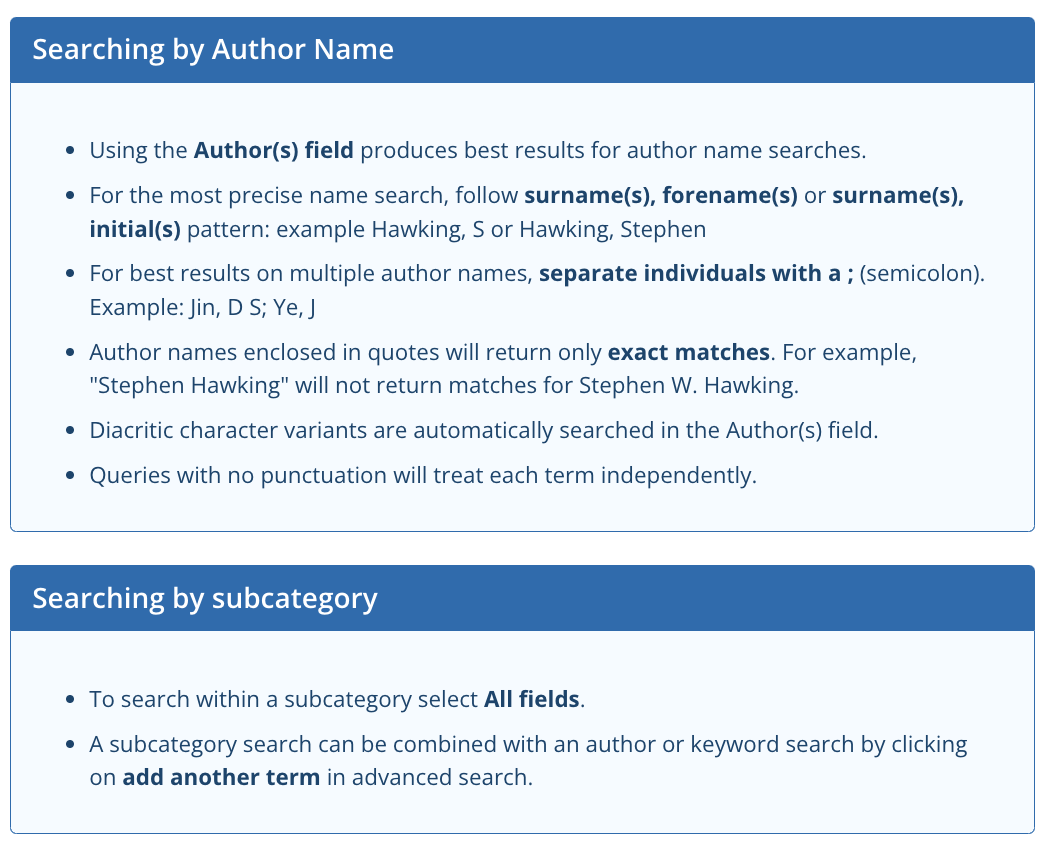 Searching by Author Name
Using the Author(s) field produces best results for author name searches.
For the most precise name search, follow surname(s), forename(s) or surname(s),
initial(s) pattern: example Hawking, S or Hawking, Stephen
For best results on multiple author names, separate individuals with a ; (semicolon).
Example: Jin, D S; Ye, J
Author names enclosed in quotes will return only exact matches. For example,
"Stephen Hawking" will not return matches for Stephen W. Hawking.
Diacritic character variants are automatically searched in the Author(s) field.
Queries with no punctuation will treat each term independently.
Searching by subcategory
To search within a subcategory select All fields.
A subcategory search can be combined with an author or keyword search by clicking
on add another term in advanced search.